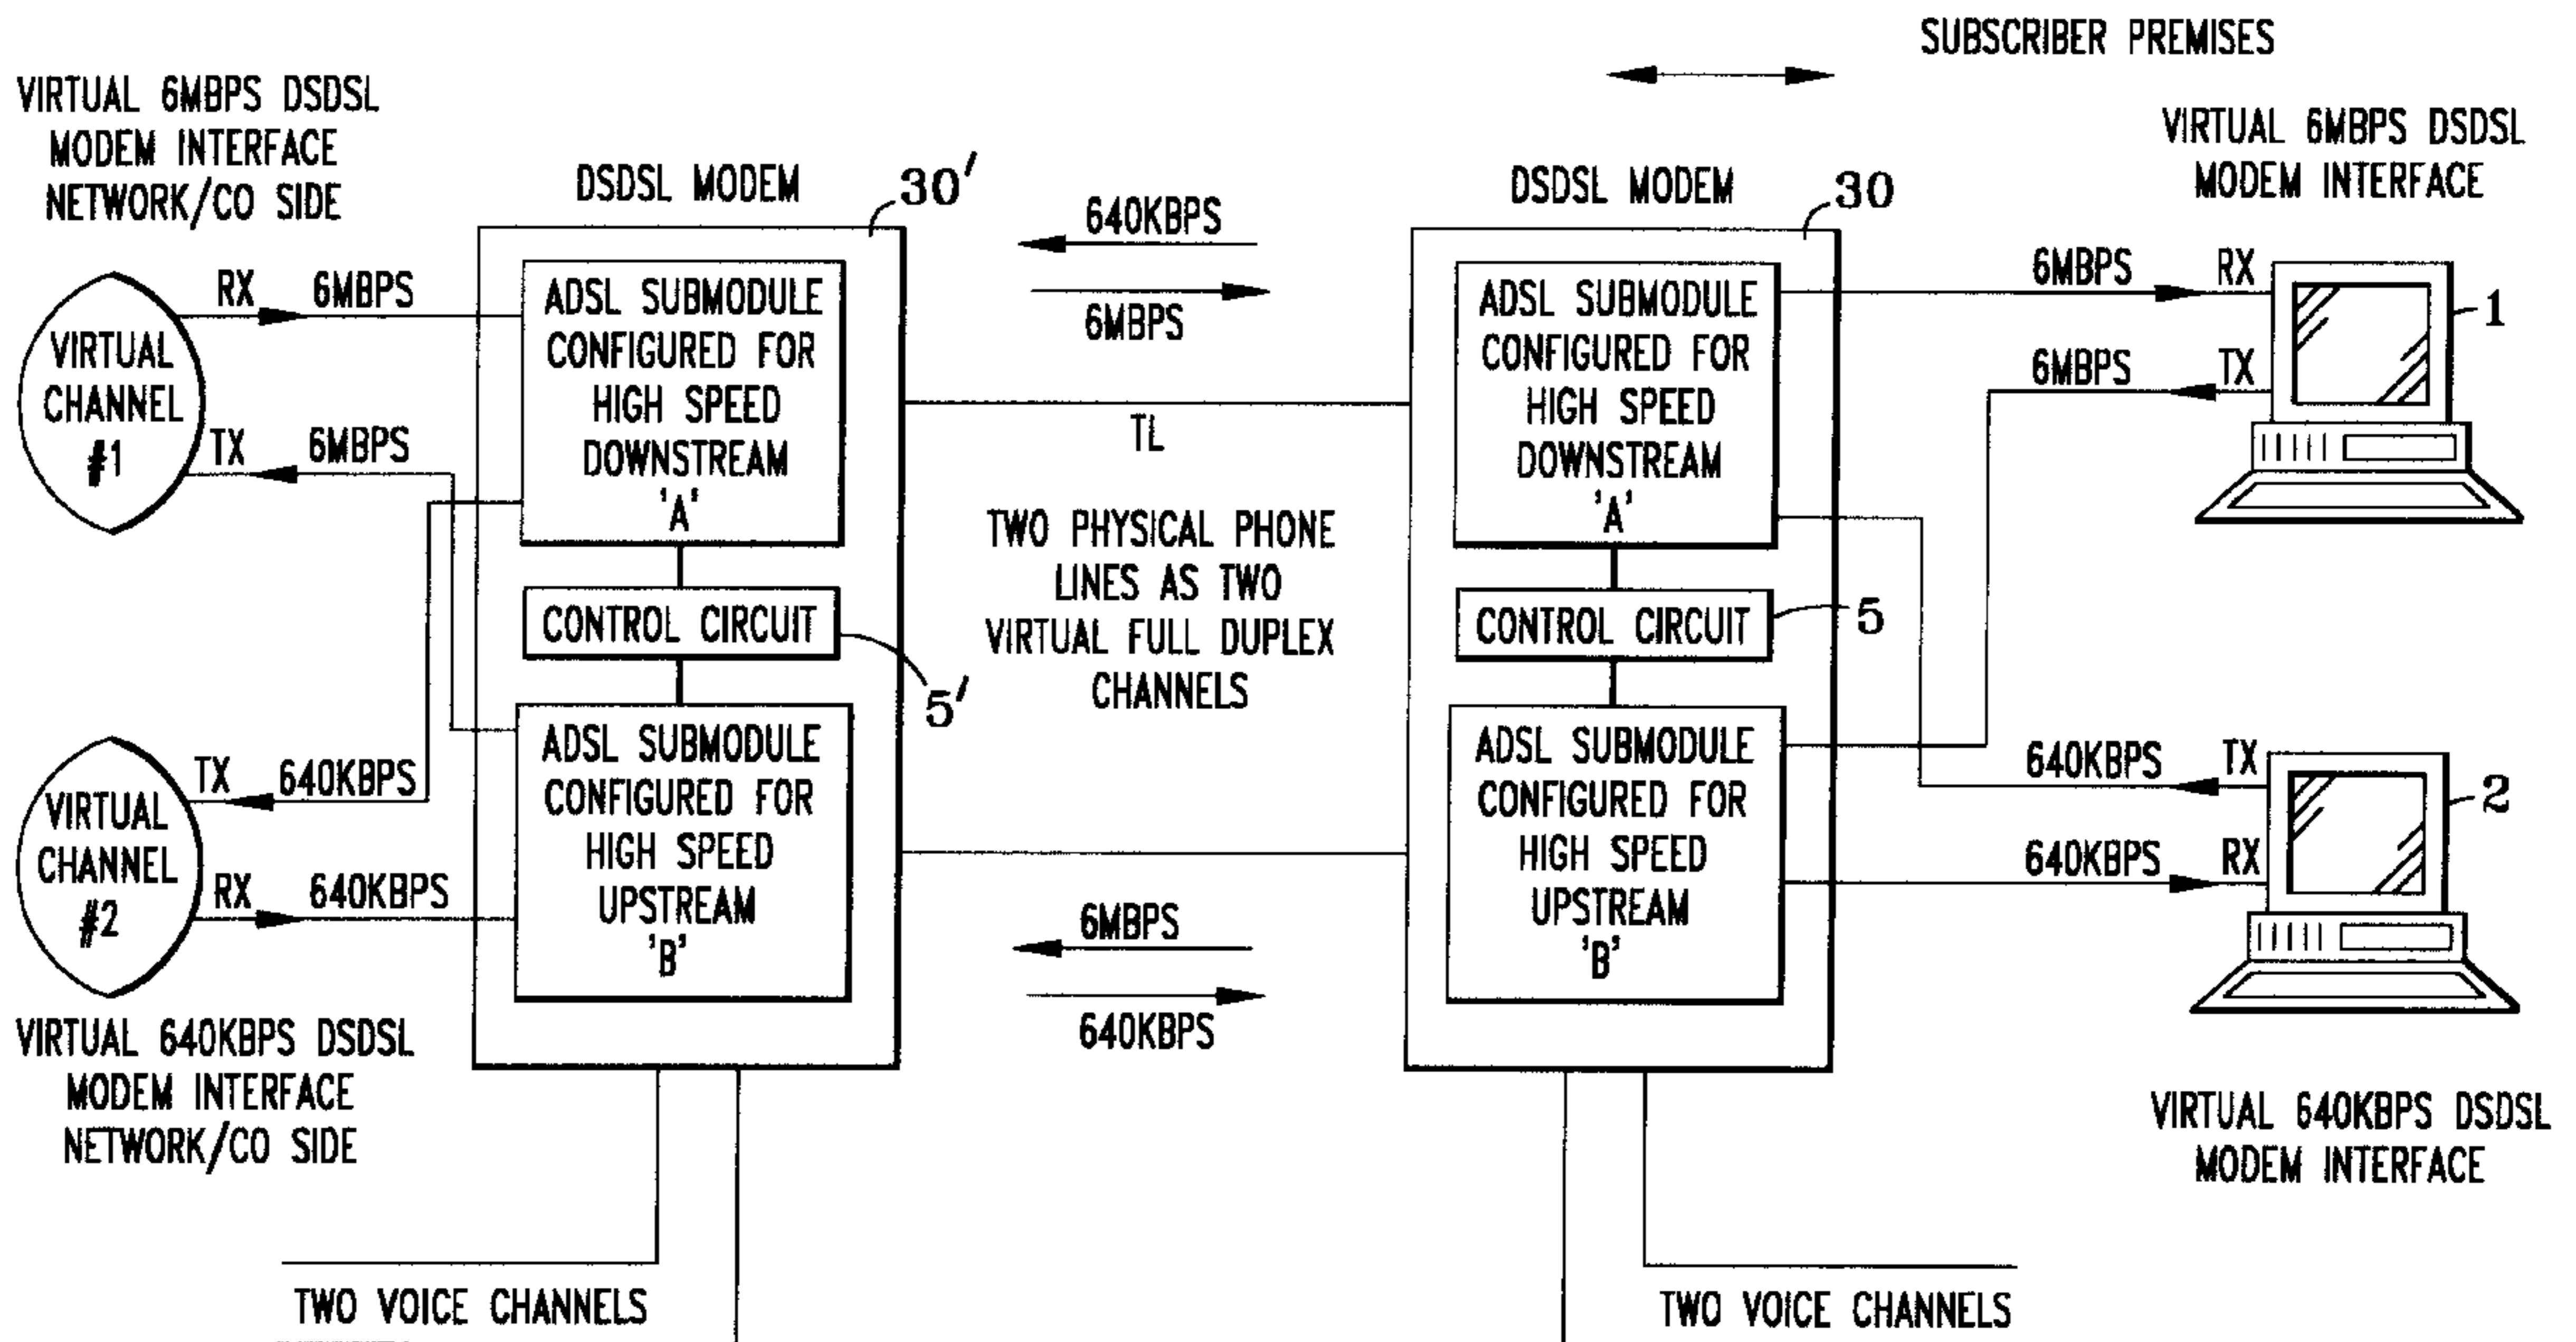 SUBSCRIBER PREMISES
VIRTUAL 6MBPS DSDSL
MODEM INTERFACE
NETWORK/CO SIDE
DSDSL MODEM
30'
640KBPS
6MBPS
DSDSL MODEM
30
VIRTUAL 6MBPS DSDSL
MODEM INTERFACE
RX
6MBPS
VIRTUAL
CHANNEL
#1
TX
6MBPS
ADSL SUBMODULE
CONFIGURED FOR
HIGH SPEED
DOWNSTREAM
'A'
TL
ADSL SUBMODULE
CONFIGURED FOR
HIGH SPEED
DOWNSTREAM
'A'
6MBPS
RX
6MBPS
TX
1
TWO PHYSICAL PHONE
LINES AS TWO
VIRTUAL FULL DUPLEX
CHANNELS
CONTROL CIRCUIT
5'
CONTROL CIRCUIT
5
TX
640KBPS
VIRTUAL
CHANNEL
#2
RX
640KBPS
ADSL SUBMODULE
CONFIGURED FOR
HIGH SPEED
UPSTREAM
'B'
6MBPS
640KBPS
ADSL SUBMODULE
CONFIGURED FOR
HIGH SPEED
UPSTREAM
'B'
640KBPS
TX
640KBPS
RX
2
VIRTUAL 640KBPS DSDSL
MODEM INTERFACE
NETWORK/CO SIDE
VIRTUAL 640KBPS DSDSL
MODEM INTERFACE
TWO VOICE CHANNELS
TWO VOICE CHANNELS